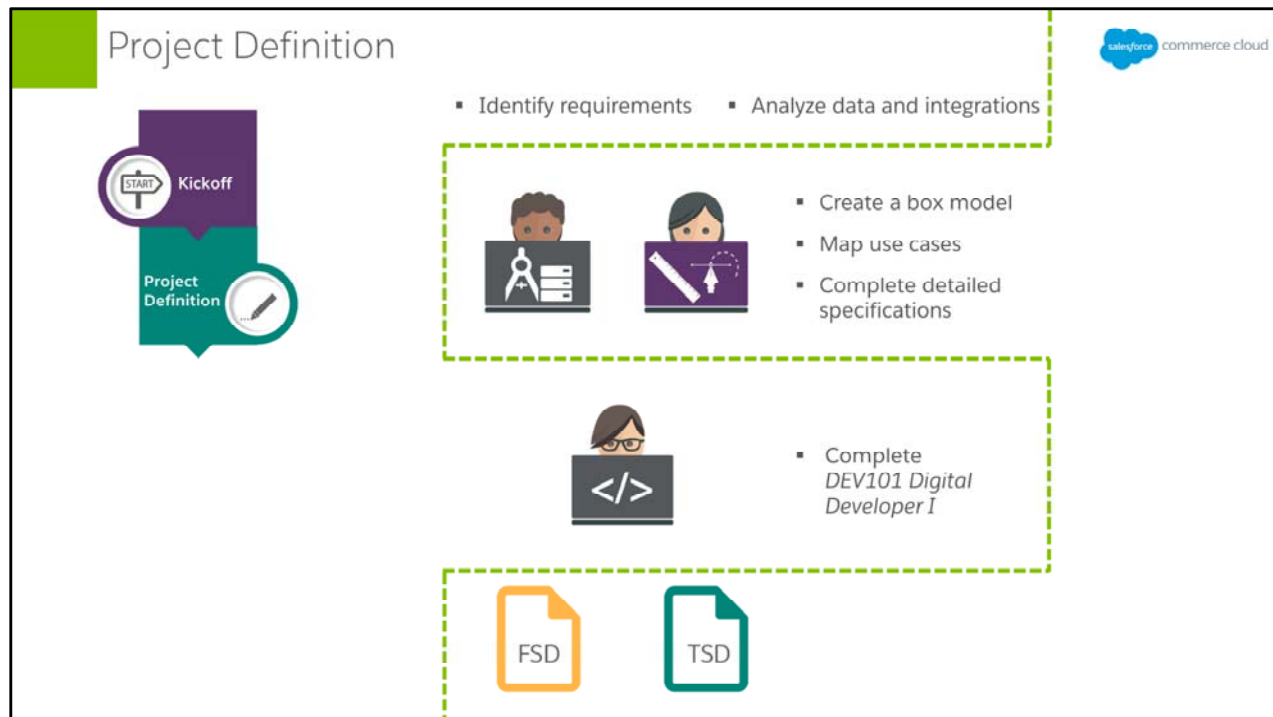 Project Definition
salesforce commerce cloud
▪ Identify requirements ▪ Analyze data and integrations
START
Kickoff
▪ Create a box model
▪ Map use cases
▪ Complete detailed
specifications
Project
Definition
</>
▪ Complete
DEV101 Digital
Developer I
FSD TSD